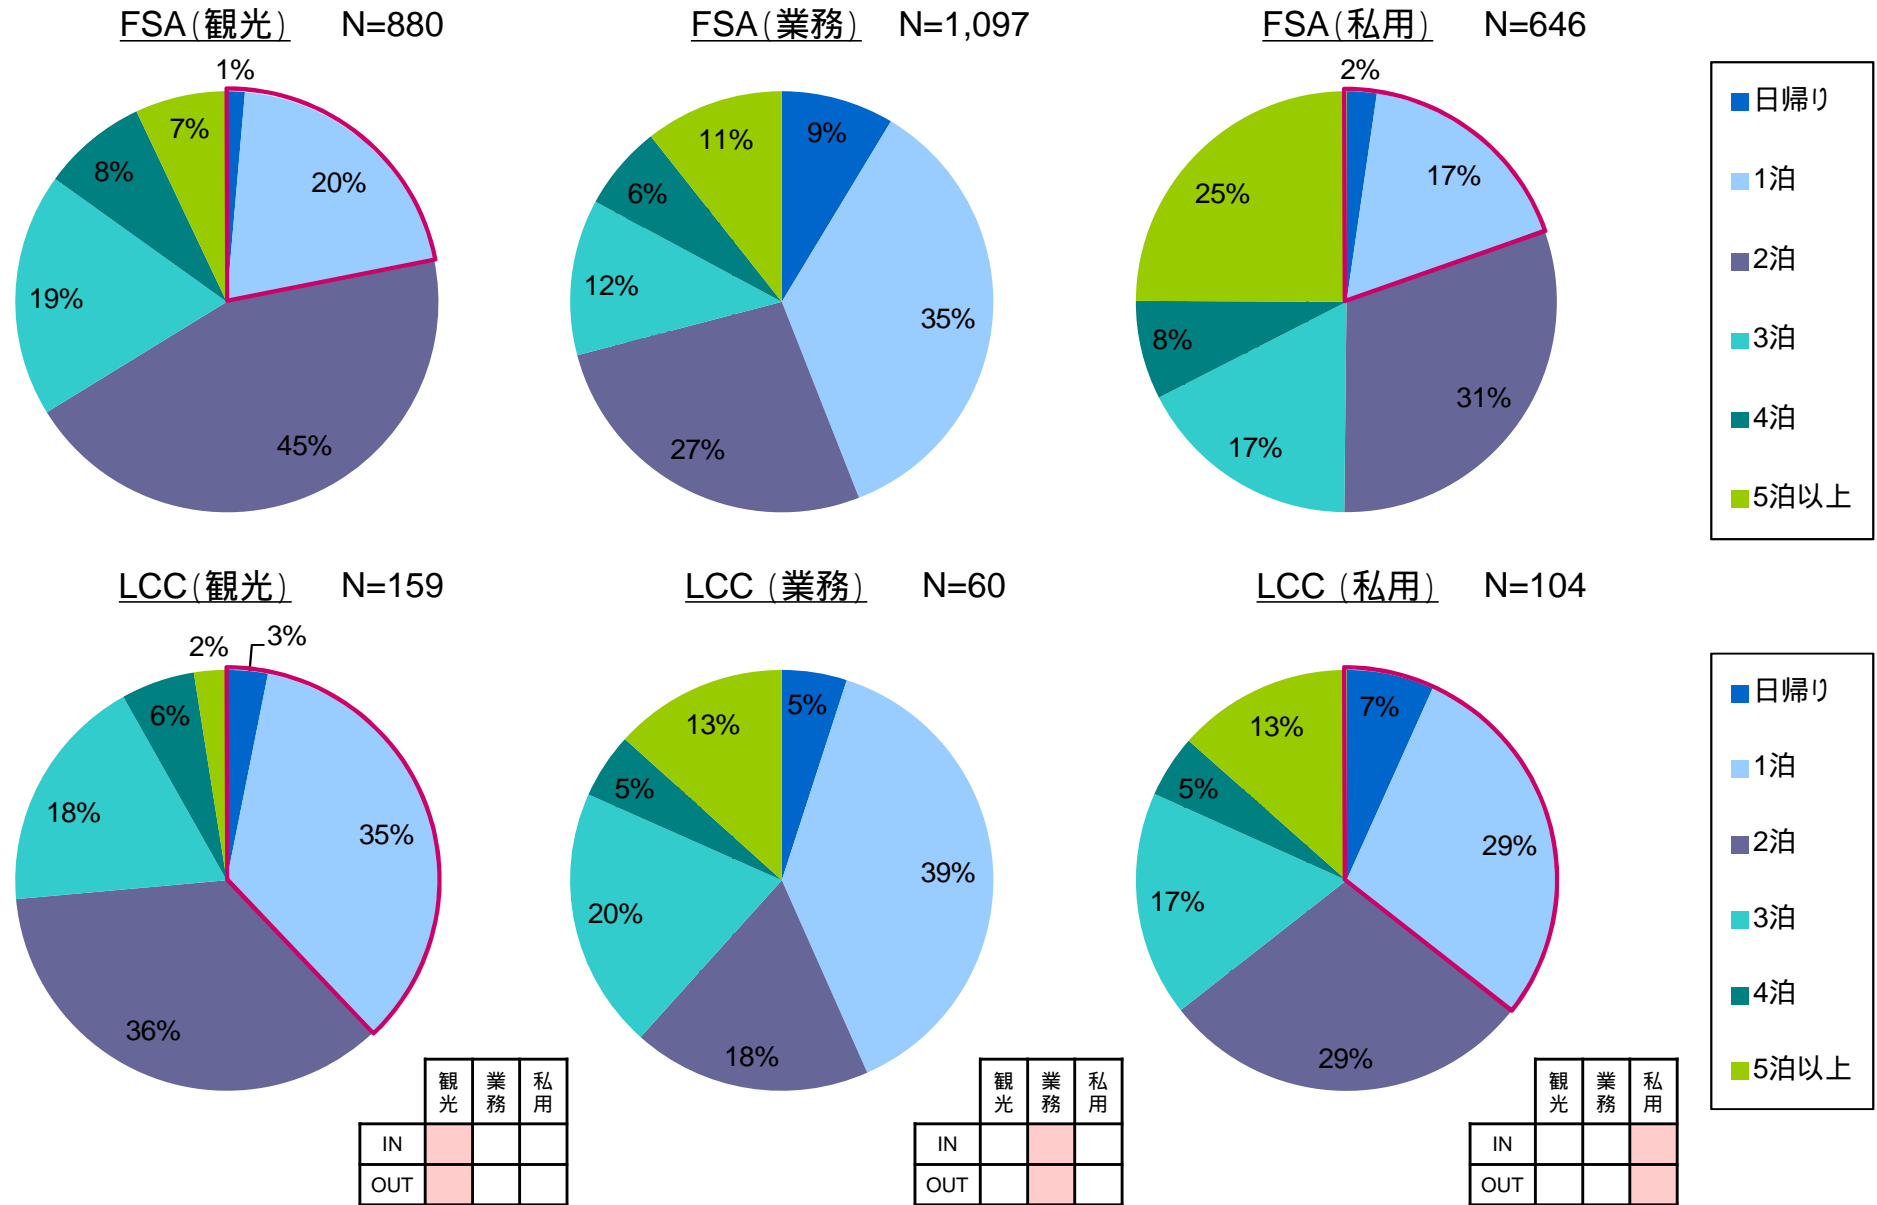 FSA(観光) N=880
FSA(業務) N=1,097
FSA(私用) N=646
1%
20%
45%
19%
8%
7%
9%
35%
27%
12%
6%
11%
2%
17%
31%
17%
8%
25%
日帰り
1泊
2泊
3泊
4泊
5泊以上
LCC(観光) N=159
LCC (業務) N=60
LCC (私用) N=104
3%
35%
36%
18%
6%
2%
5%
39%
18%
20%
5%
13%
7%
29%
29%
17%
5%
13%
日帰り
1泊
2泊
3泊
4泊
5泊以上
観光 業務 私用
IN
OUT
観光 業務 私用
IN
OUT
観光 業務 私用
IN
OUT